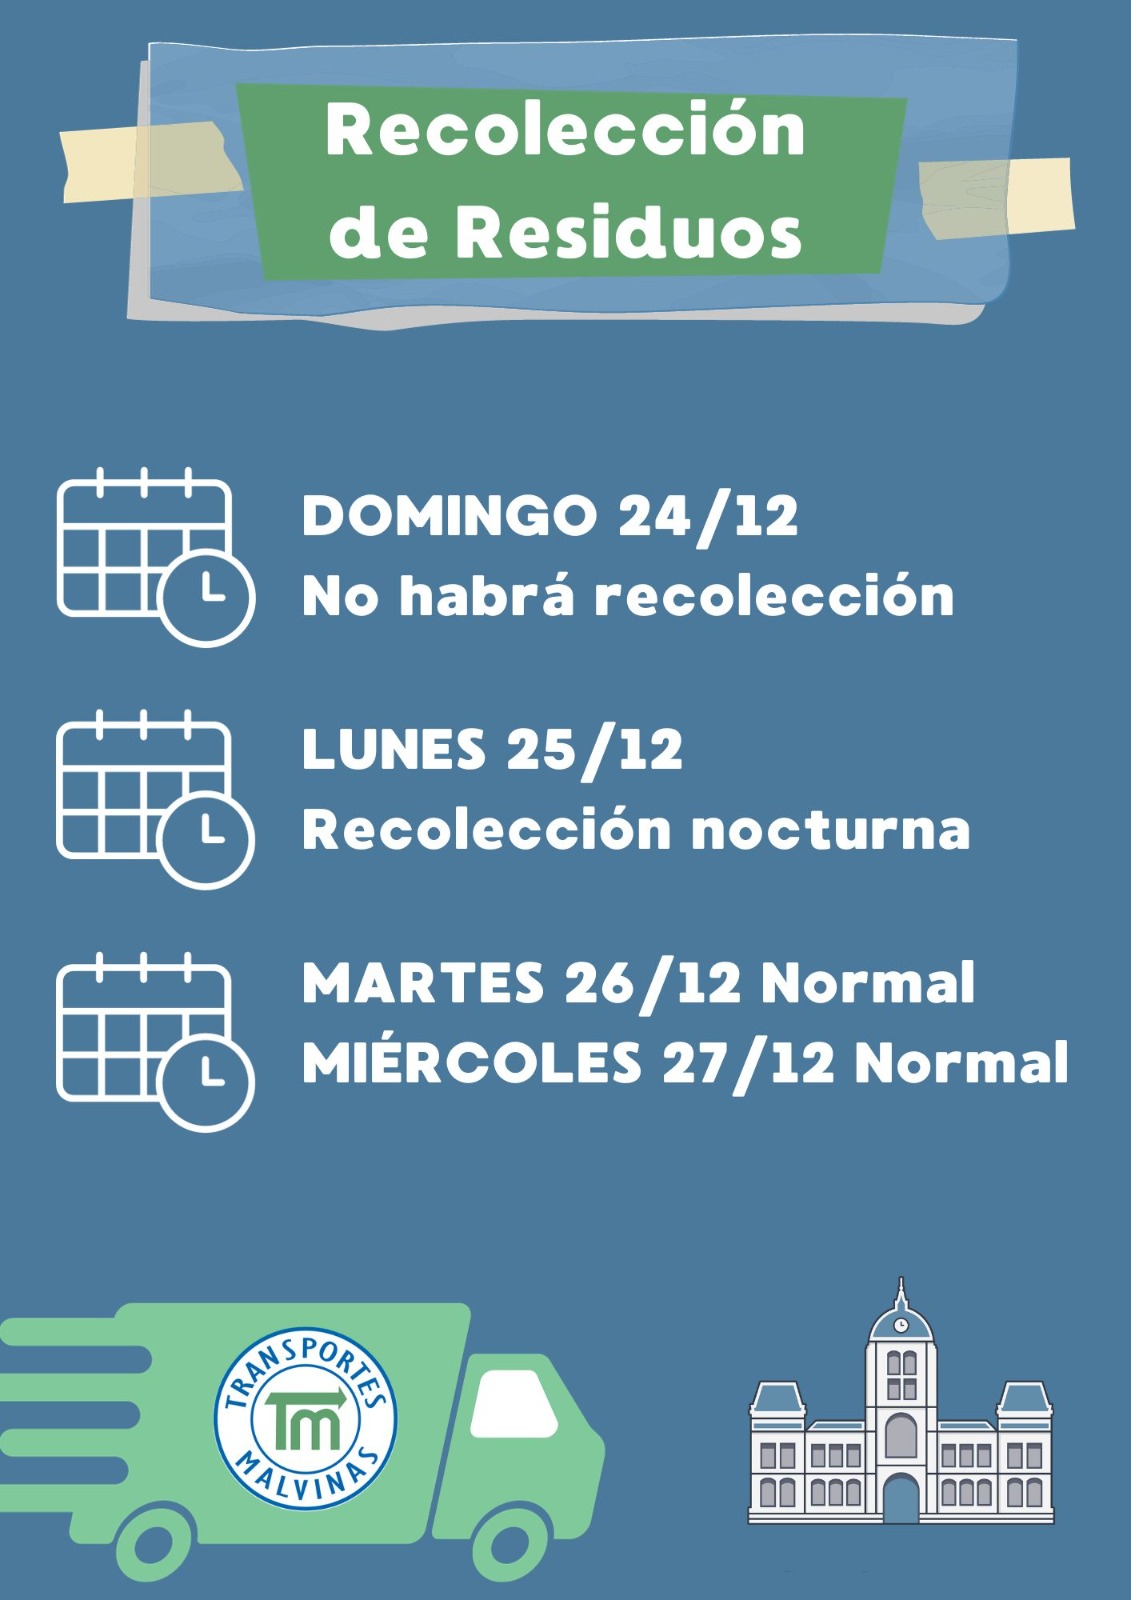 Recolección
de Residuos
DOMINGO 24/12
No habrá recolección
LUNES 25/12
Recolección nocturna
MARTES 26/12 Normal
MIÉRCOLES 27/12 Normal
TRANSPORTES
Tm
MALVINAS